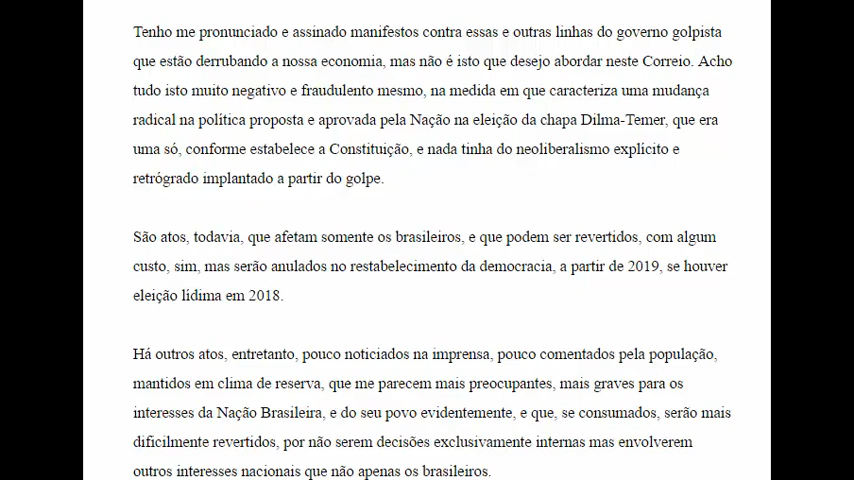 Tenho me pronunciado e assinado manifestos contra essas e outras linhas do governo golpista
que estão derrubando a nossa economia, mas não é isto que desejo abordar neste Correio. Acho
tudo isto muito negativo e fraudulento mesmo, na medida em que caracteriza uma mudança
radical na política proposta e aprovada pela Nação na eleição da chapa Dilma-Temer, que era
uma só, conforme estabelece a Constituição, e nada tinha do neoliberalismo explícito e
retrógrado implantado a partir do golpe.
São atos, todavia, que afetam somente os brasileiros, e que podem ser revertidos, com algum
custo, sim, mas serão anulados no restabelecimento da democracia, a partir de 2019, se houver
eleição lídima em 2018.
Há outros atos, entretanto, pouco noticiados na imprensa, pouco comentados pela população,
mantidos em clima de reserva, que me parecem mais preocupantes, mais graves para os
interesses da Nação Brasileira, e do seu povo evidentemente, e que, se consumados, serão mais
dificilmente revertidos, por não serem decisões exclusivamente internas mas envolverem
outros interesses nacionais que não apenas os brasileiros.